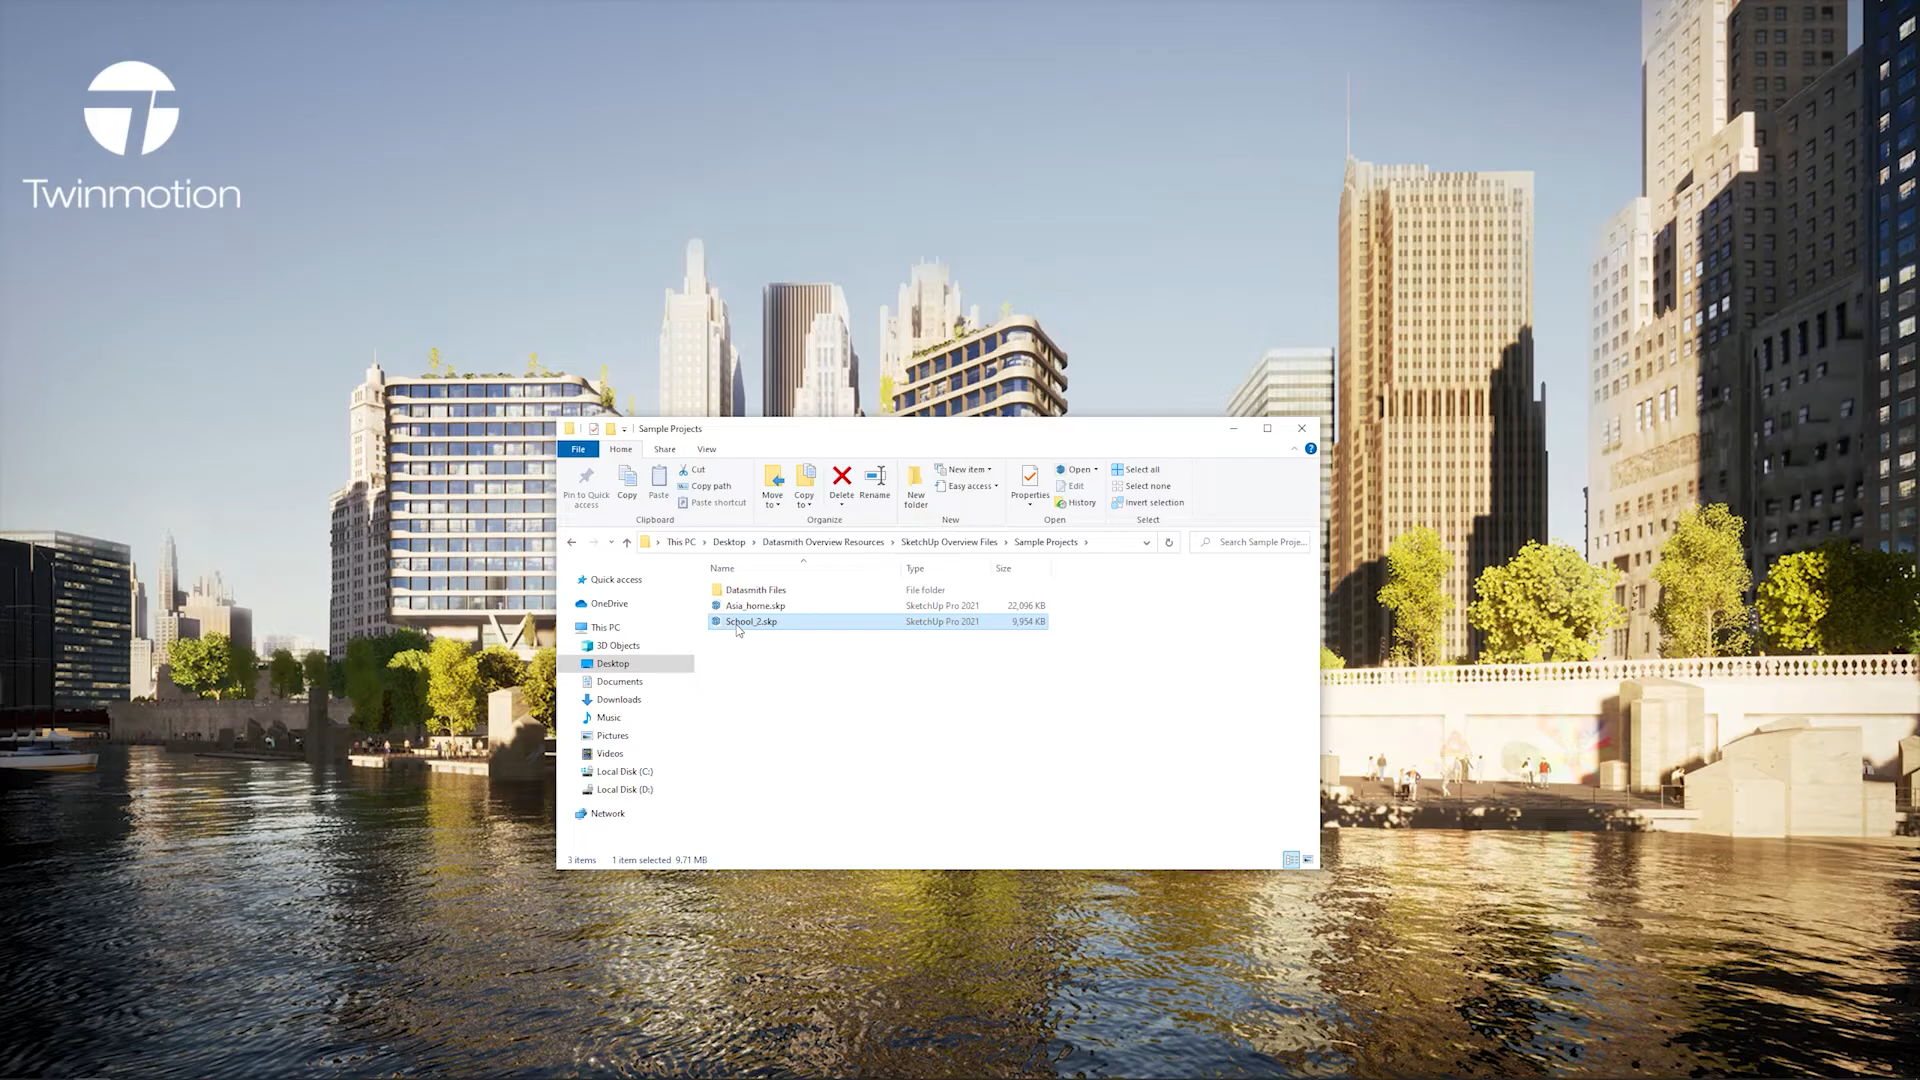 Twinmotion
Sample Projects
File Home Share View
Pin to Quick access
Copy
Paste
Cut
Copy path
Paste shortcut
Clipboard
Move to
Copy to
Delete
Rename
Organize
New folder
New item
Easy access
New
Properties
Open
Edit
History
Open
Select all
Select none
Invert selection
Select
This PC > Desktop > Datasmith Overview Resources > SketchUp Overview Files > Sample Projects >
Search Sample Proje...
Name Type Size
Datasmith Files File folder
Asia_home.skp SketchUp Pro 2021 22,096 KB
School_2.skp SketchUp Pro 2021 9,954 KB
Quick access
OneDrive
This PC
3D Objects
Desktop
Documents
Downloads
Music
Pictures
Videos
Local Disk (C:)
Local Disk (D:)
Network
3 items 1 item selected 9.71 MB